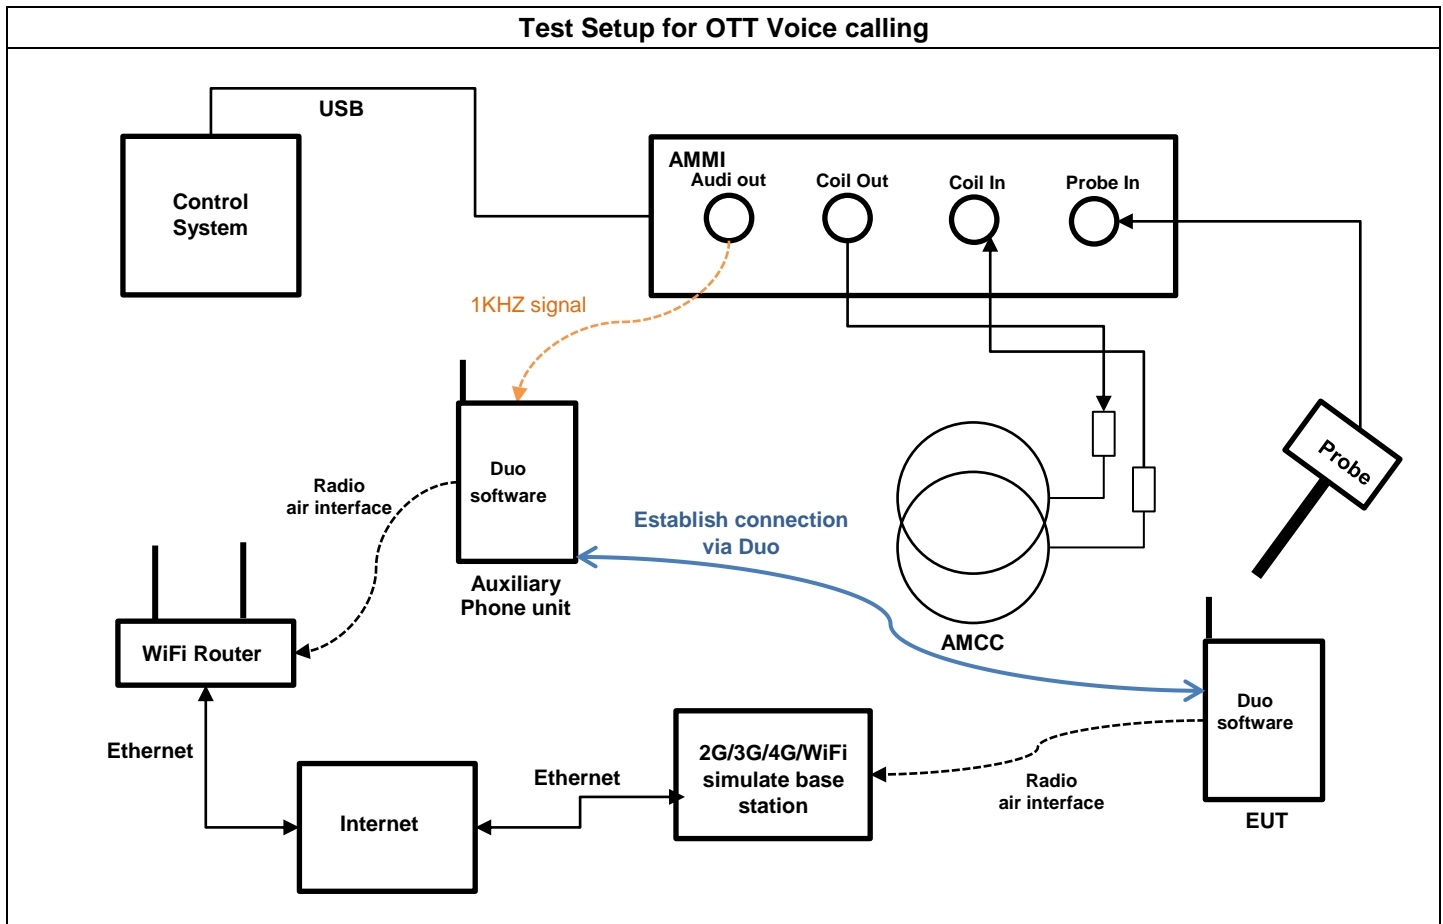 Test Setup for OTT Voice calling
USB
Control
System
AMMI
Audi out
Coil Out
Coil In
Probe In
1KHZ signal
Probe
Duo
software
Radio
air interface
Establish connection
via Duo
Auxiliary
Phone unit
AMCC
WiFi Router
Duo
software
Ethernet
2G/3G/4G/WiFi
simulate base
station
Ethernet
Radio
air interface
Internet
EUT